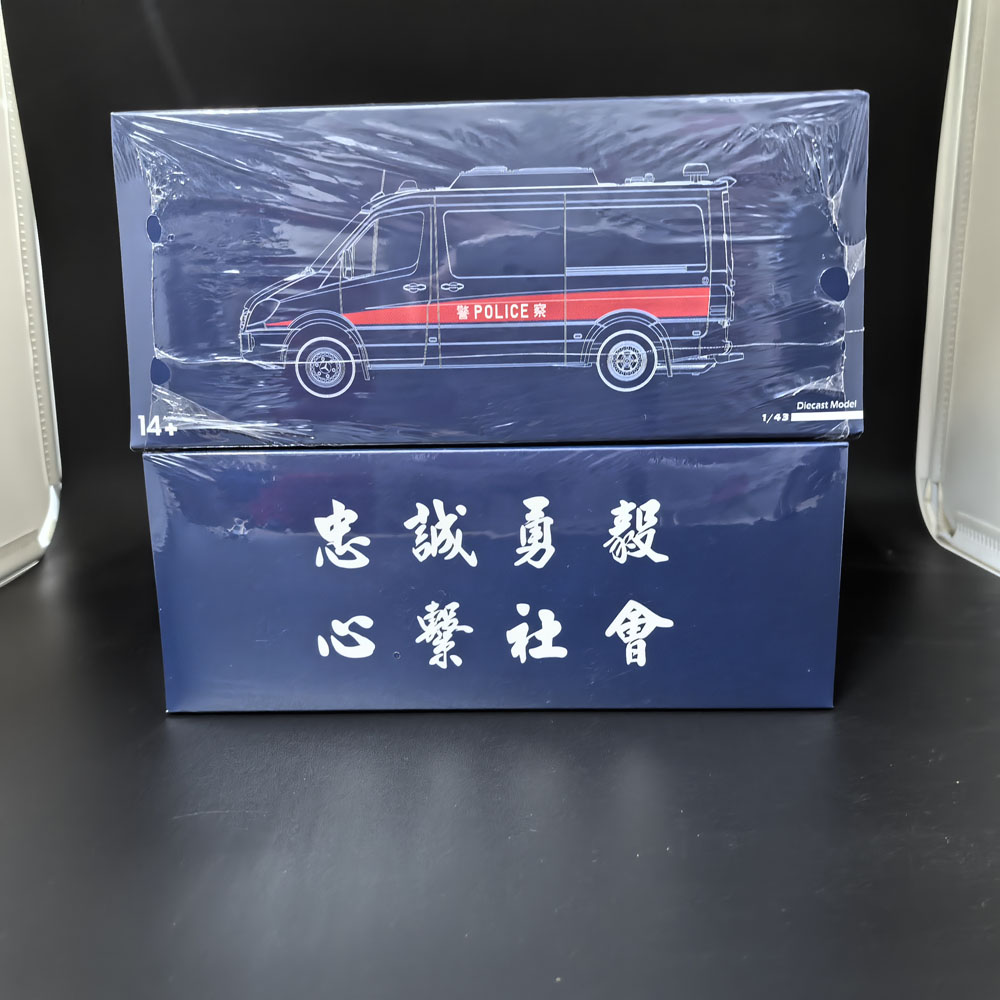 警 POLICE 察
14+
Diecast Model
1/43
忠誠勇毅
心繫社會